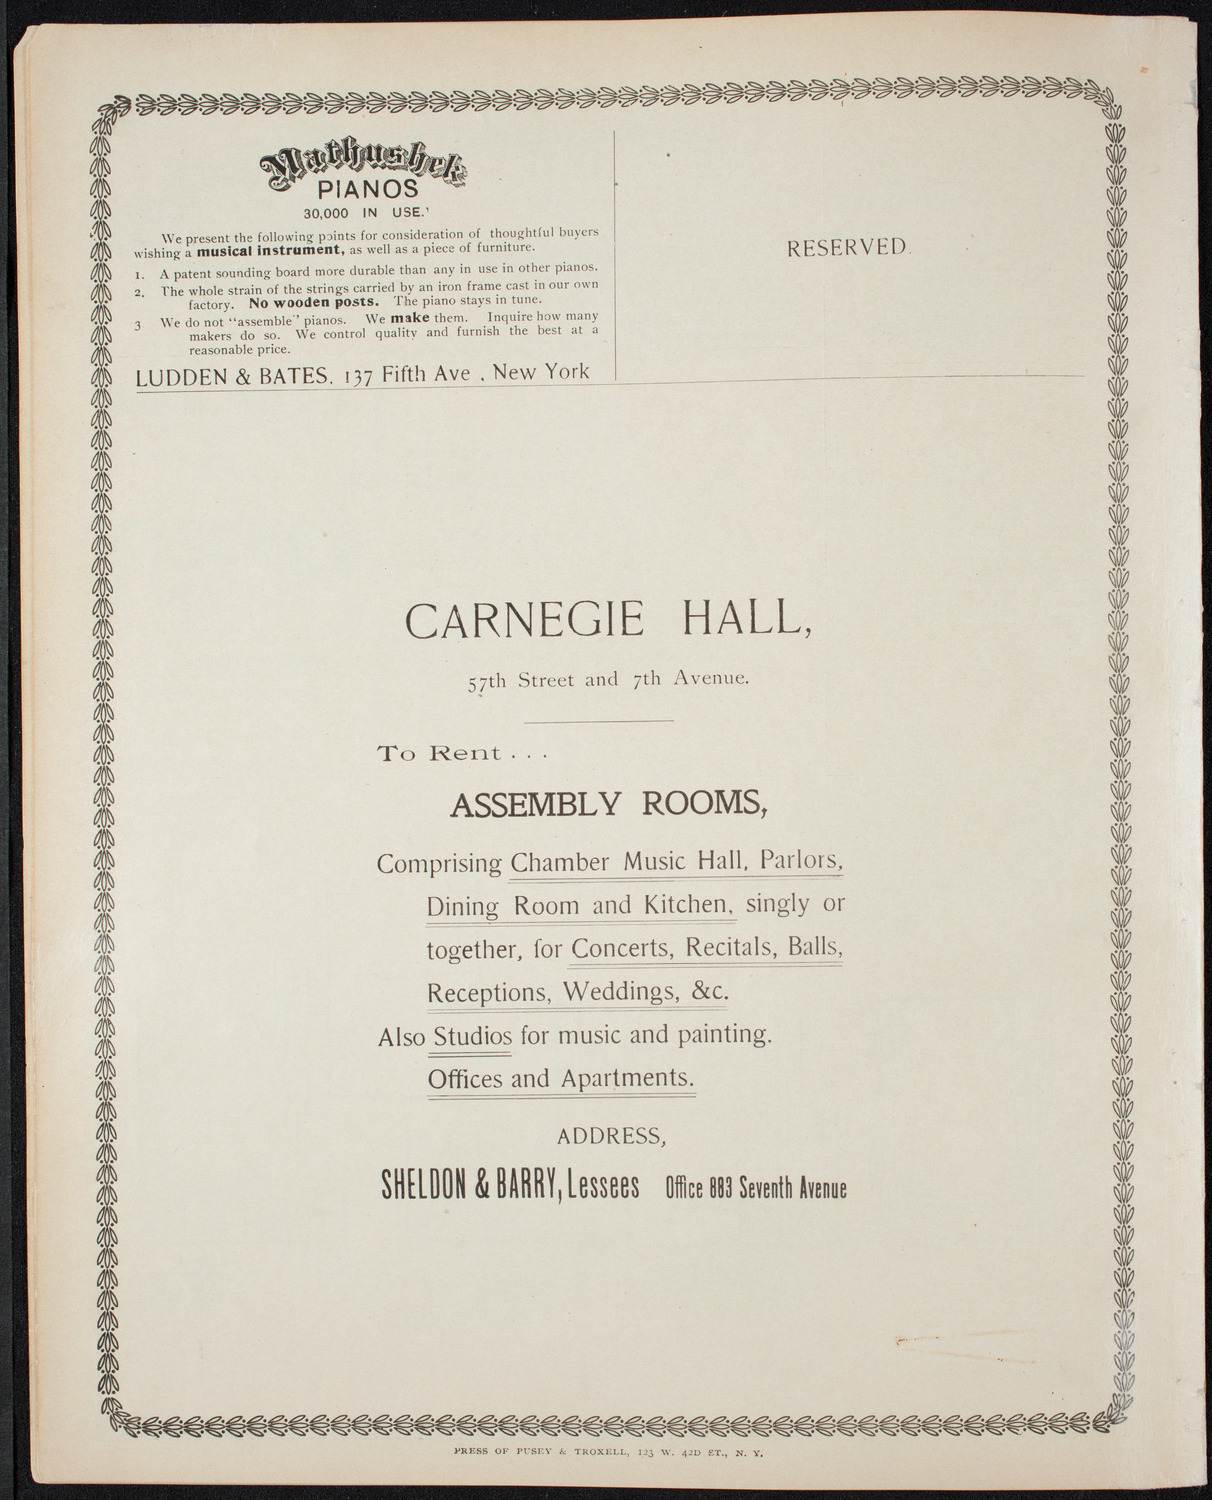 Mathushek
PIANOS
30,000 IN USE.'
We present the following points for consideration of thoughtful buyers
wishing a musical instrument, as well as a piece of furniture.
1. A patent sounding board more durable than any in use in other pianos.
2. The whole strain of the strings carried by an iron frame cast in our own
factory. No wooden posts. The piano stays in tune.
3 We do not "assemble" pianos. We make them. Inquire how many
makers do so. We control quality and furnish the best at a
reasonable price.
LUDDEN & BATES, 137 Fifth Ave., New York
RESERVED.
CARNEGIE HALL,
57th Street and 7th Avenue.
To Rent . . .
ASSEMBLY ROOMS,
Comprising Chamber Music Hall, Parlors,
Dining Room and Kitchen, singly or
together, for Concerts, Recitals, Balls,
Receptions, Weddings, &c.
Also Studios for music and painting.
Offices and Apartments.
ADDRESS,
SHELDON & BARRY, Lessees Office 883 Seventh Avenue
PRESS OF PUSEY & TROXELL, 123 W. 42D ST., N. Y.